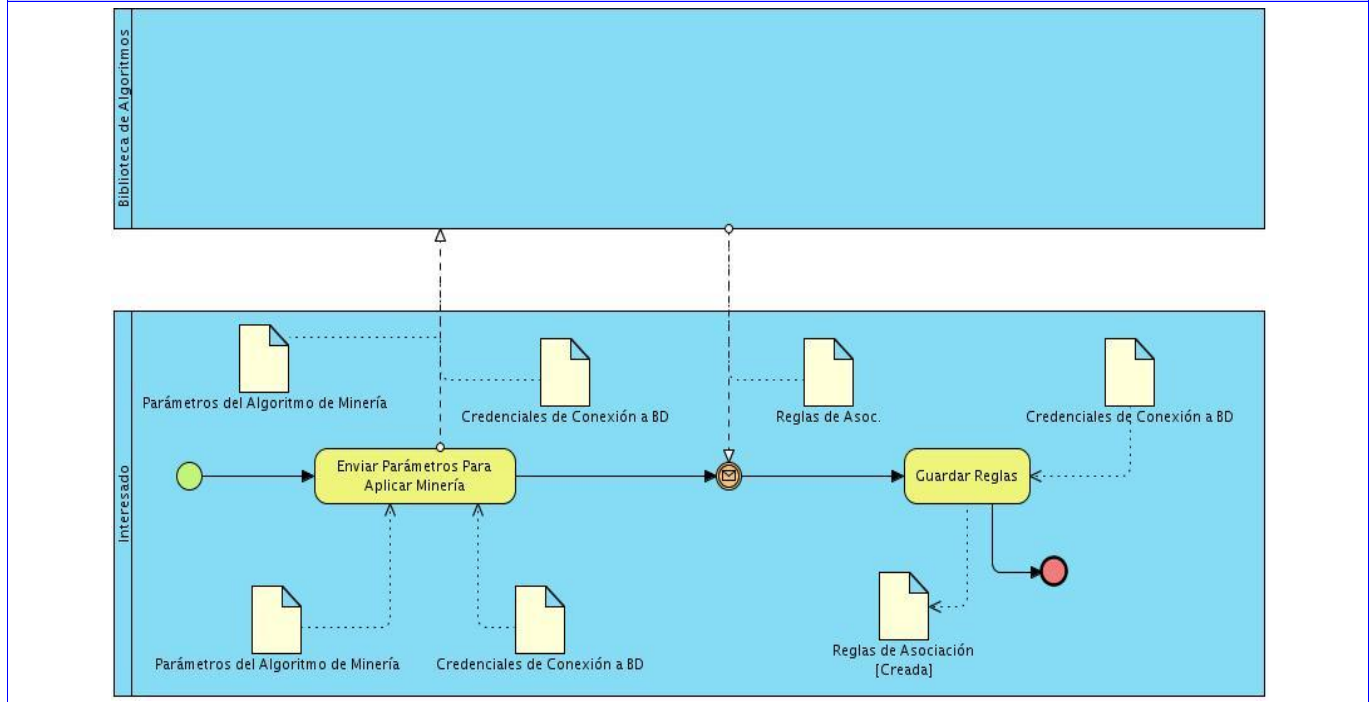 Biblioteca de Algoritmos
Interesado
Parámetros del Algoritmo de Minería
Credenciales de Conexión a BD
Reglas de Asoc.
Credenciales de Conexión a BD
Enviar Parámetros Para
Aplicar Minería
Guardar Reglas
Parámetros del Algoritmo de Minería
Credenciales de Conexión a BD
Reglas de Asociación
[Creada]